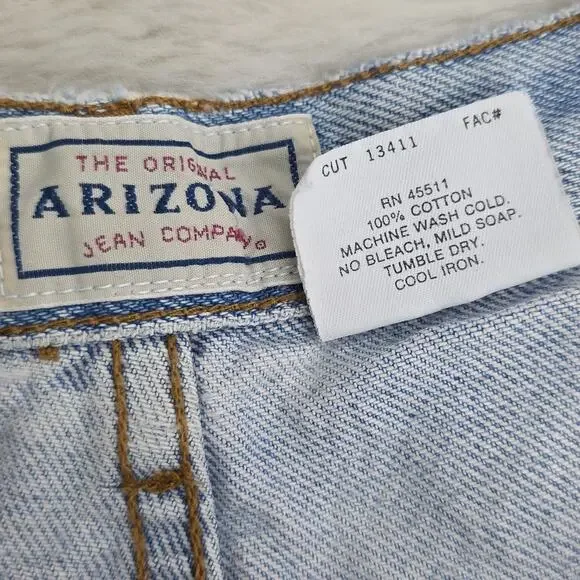 THE ORIGINAL
ARIZONA
JEAN COMPANY®
CUT 13411 FAC#
RN 45511
100% COTTON
MACHINE WASH COLD.
NO BLEACH, MILD SOAP.
TUMBLE DRY.
COOL IRON.